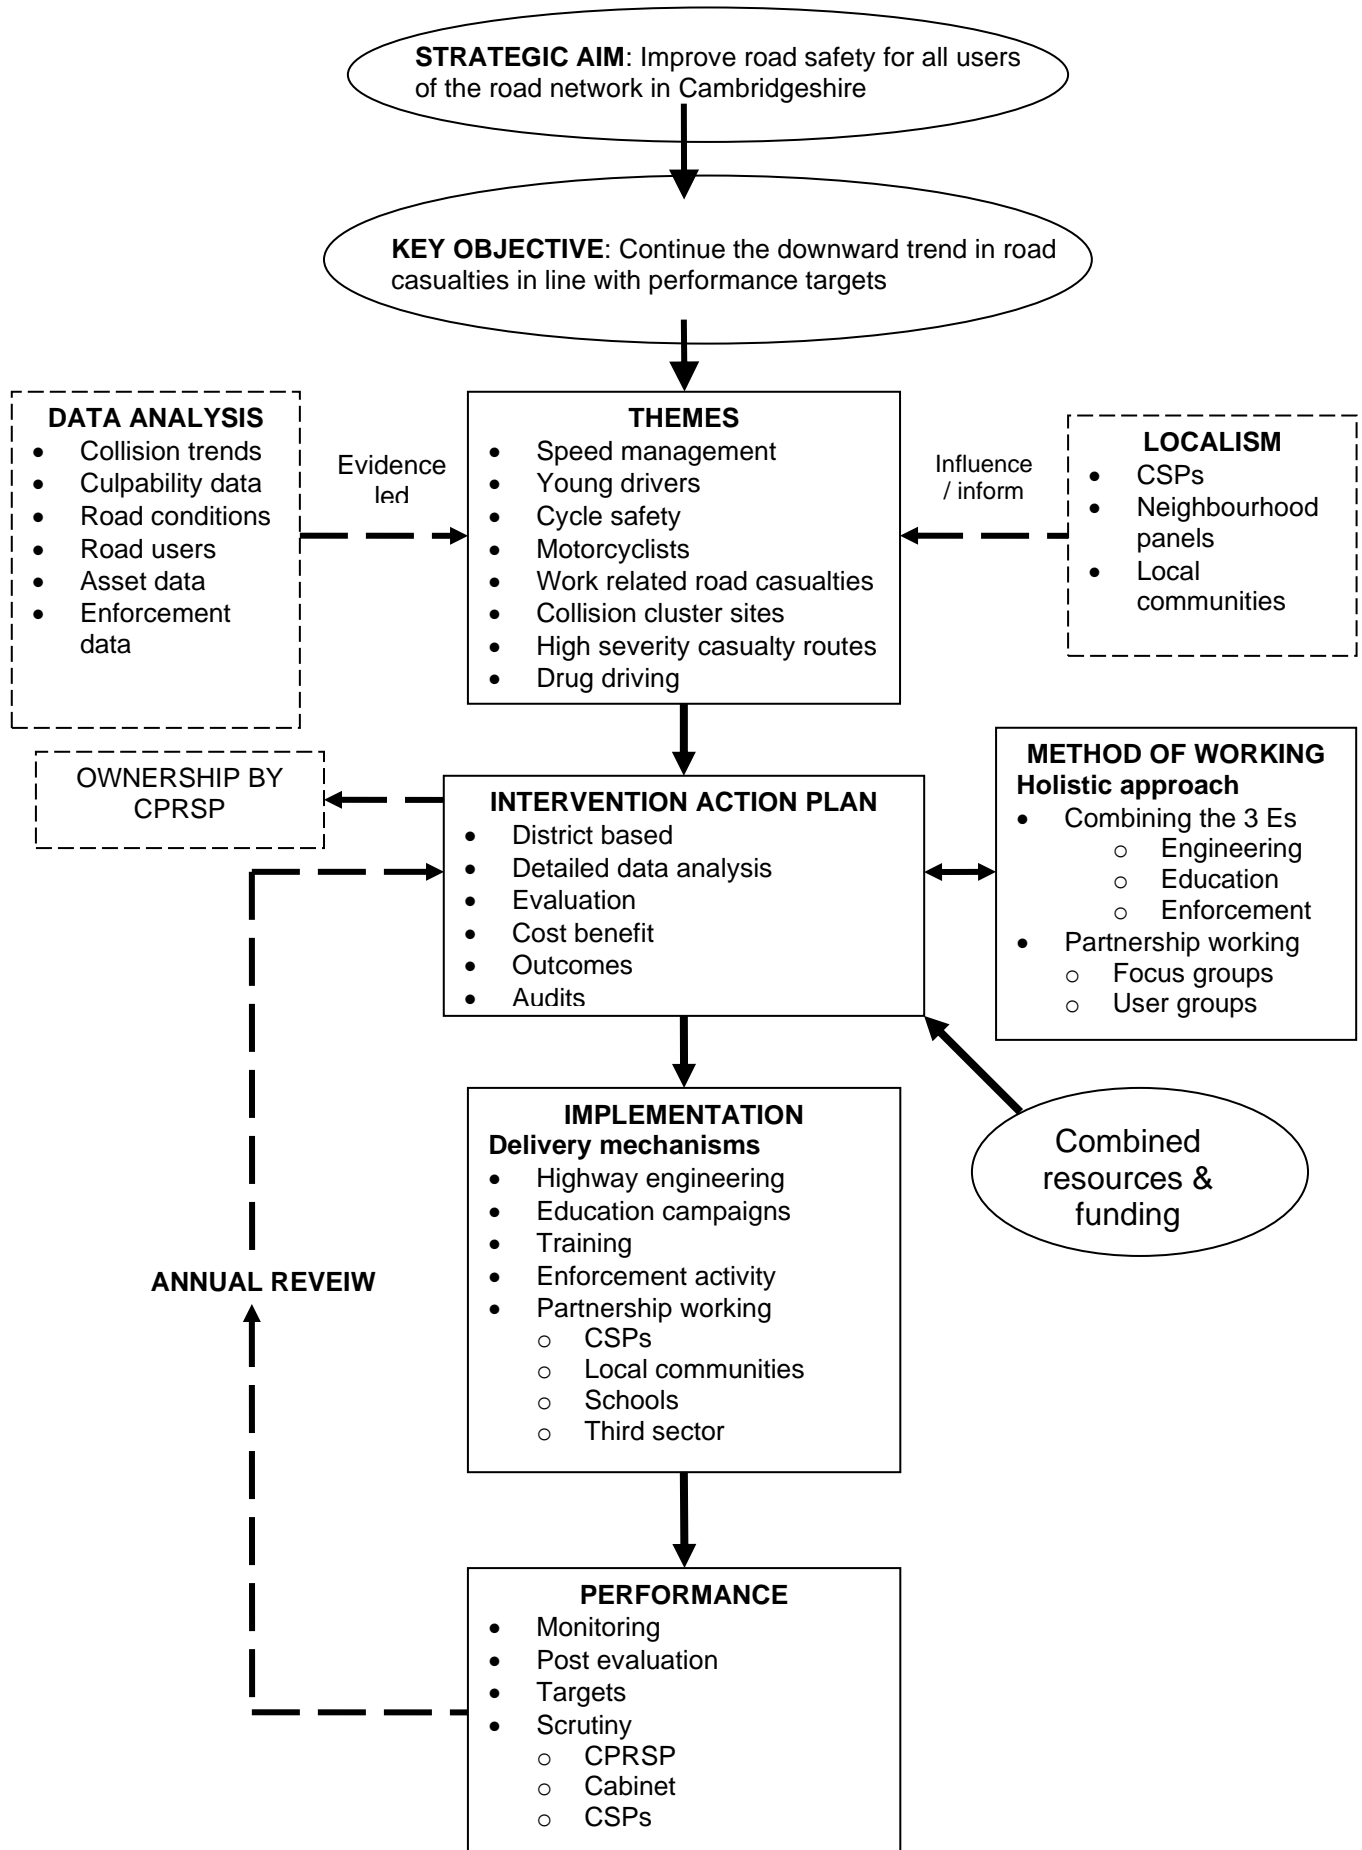 STRATEGIC AIM: Improve road safety for all users
of the road network in Cambridgeshire
KEY OBJECTIVE: Continue the downward trend in road
casualties in line with performance targets
DATA ANALYSIS
• Collision trends
• Culpability data
• Road conditions
• Road users
• Asset data
• Enforcement
data
Evidence
led
THEMES
• Speed management
• Young drivers
• Cycle safety
• Motorcyclists
• Work related road casualties
• Collision cluster sites
• High severity casualty routes
• Drug driving
Influence
/ inform
LOCALISM
• CSPs
• Neighbourhood
panels
• Local
communities
OWNERSHIP BY
CPRSP
INTERVENTION ACTION PLAN
• District based
• Detailed data analysis
• Evaluation
• Cost benefit
• Outcomes
• Audits
METHOD OF WORKING
Holistic approach
• Combining the 3 Es
o Engineering
o Education
o Enforcement
• Partnership working
o Focus groups
o User groups
Combined
resources &
funding
IMPLEMENTATION
Delivery mechanisms
• Highway engineering
• Education campaigns
• Training
• Enforcement activity
• Partnership working
o CSPs
o Local communities
o Schools
o Third sector
ANNUAL REVEIW
PERFORMANCE
• Monitoring
• Post evaluation
• Targets
• Scrutiny
o CPRSP
o Cabinet
o CSPs